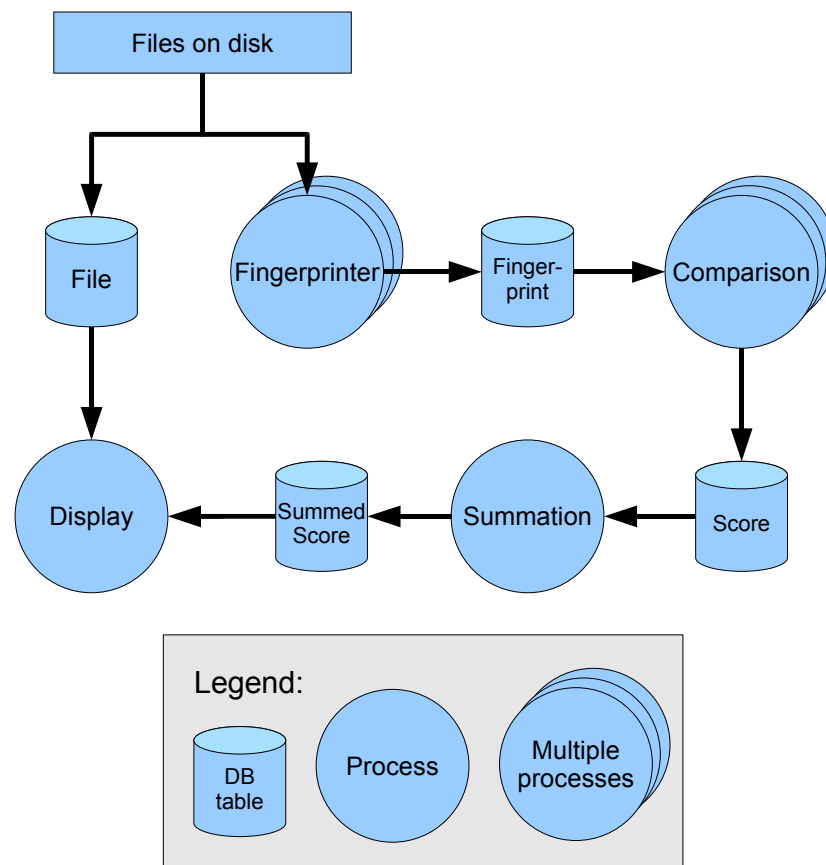 Files on disk
File
Fingerprinter
Finger-
print
Comparison
Display
Summed
Score
Summation
Score
Legend:
DB
table
Process
Multiple
processes